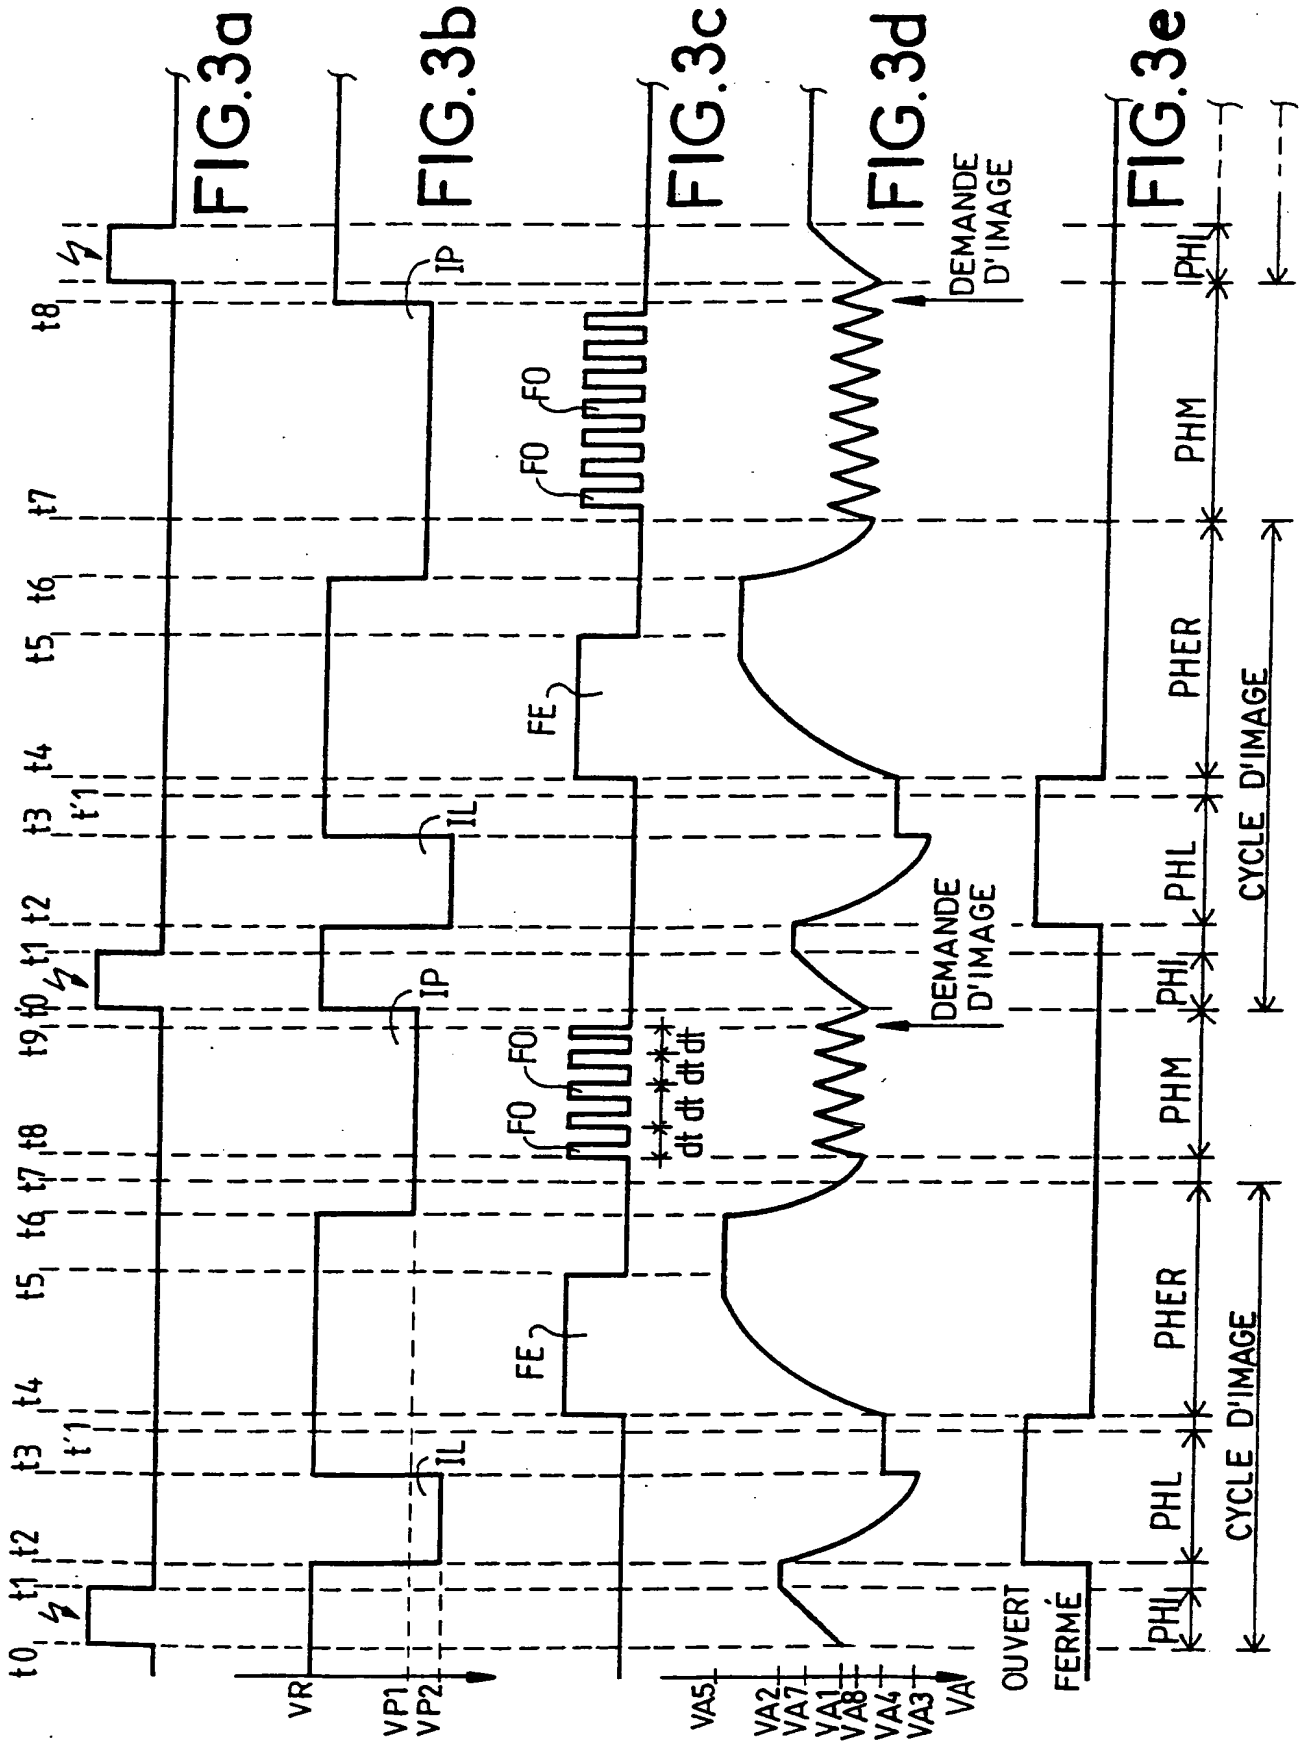 t0 t1 t2 t3 t'1 t4 t5 t6 t7 t8 t9 t0 t1 t2 t3 t'1 t4 t5 t6 t7 t8
FIG.3a
VR
VP1
VP2
IL
IP
IL
IP
FIG.3b
FE
FO
FO
dt dt dt dt
FE
FO
FO
FIG.3c
VA5
VA2
VA7
VA1
VA8
VA4
VA3
VA
DEMANDE
D'IMAGE
DEMANDE
D'IMAGE
FIG.3d
OUVERT
FERMÉ
FIG.3e
PHI PHL PHER PHM PHI PHL PHER PHM PHI
CYCLE D'IMAGE CYCLE D'IMAGE